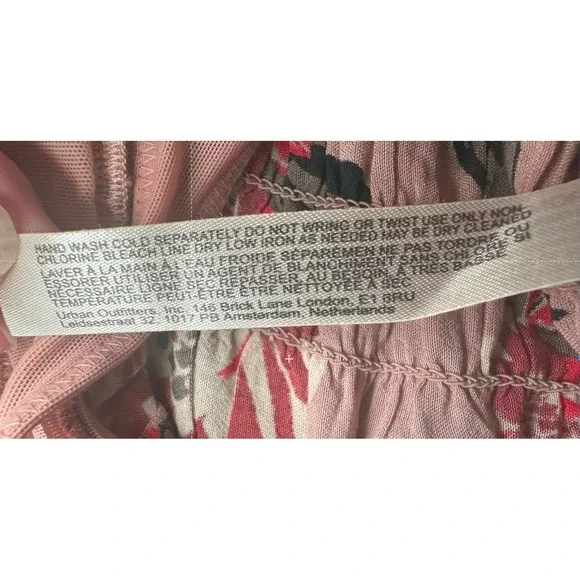 HAND WASH COLD SEPARATELY DO NOT WRING OR TWIST USE ONLY NON-
CHLORINE BLEACH LINE DRY LOW IRON AS NEEDED MAY BE DRY CLEANED
LAVER À LA MAIN À L'EAU FROIDE SÉPARÉMENT NE PAS TORDRE OU
ESSORER UTILISER UN AGENT DE BLANCHIMENT SANS CHLORE
NÉCESSAIRE LIGNE SEC REPASSER AU BESOIN, À TRÈS BASSE SI
TEMPÉRATURE PEUT-ÊTRE ÊTRE NETTOYÉE À SEC
Urban Outfitters, Inc. 146 Brick Lane London, E1 6RU
Leidsestraat 32, 1017 PB Amsterdam, Netherlands